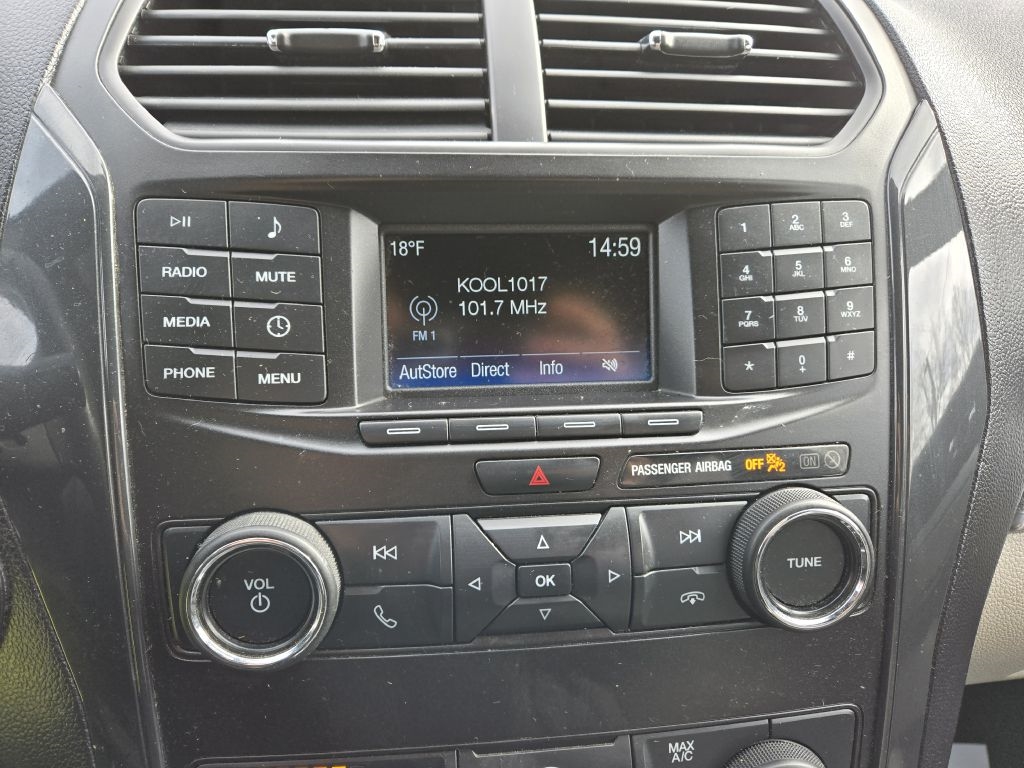 18°F 14:59
KOOL1017
101.7 MHz
FM 1
AutStore Direct Info
RADIO
MUTE
MEDIA
PHONE
MENU
1
2 ABC
3 DEF
4 GHI
5 JKL
6 MNO
7 PQRS
8 TUV
9 WXYZ
*
0 +
#
PASSENGER AIRBAG OFF 2 ON
VOL
OK
TUNE
MAX
A/C